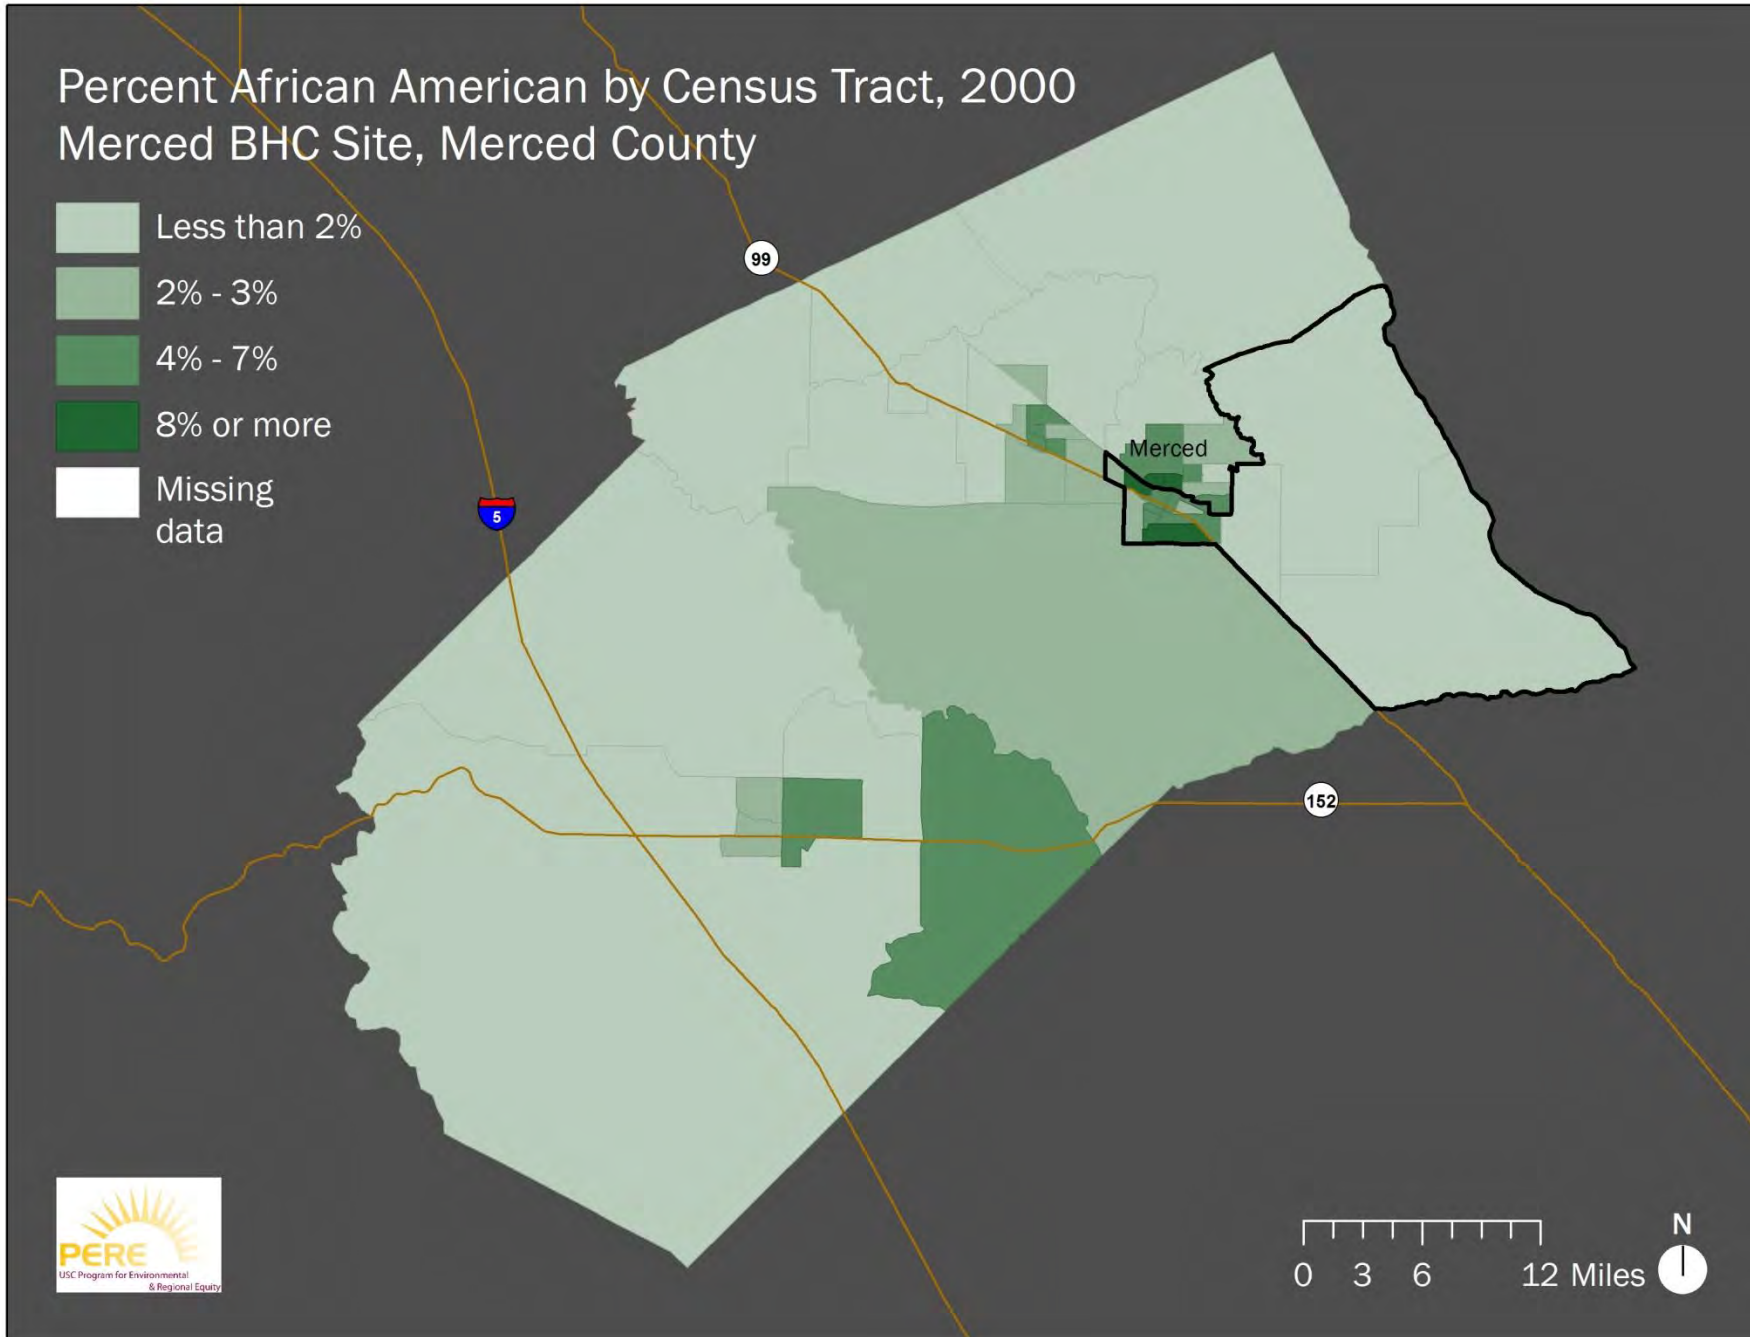 Percent African American by Census Tract, 2000
Merced BHC Site, Merced County
Less than 2%
2% - 3%
4% - 7%
8% or more
Missing
data
99
Merced
5
152
PERE
USC Program for Environmental
& Regional Equity
N
0 3 6 12 Miles